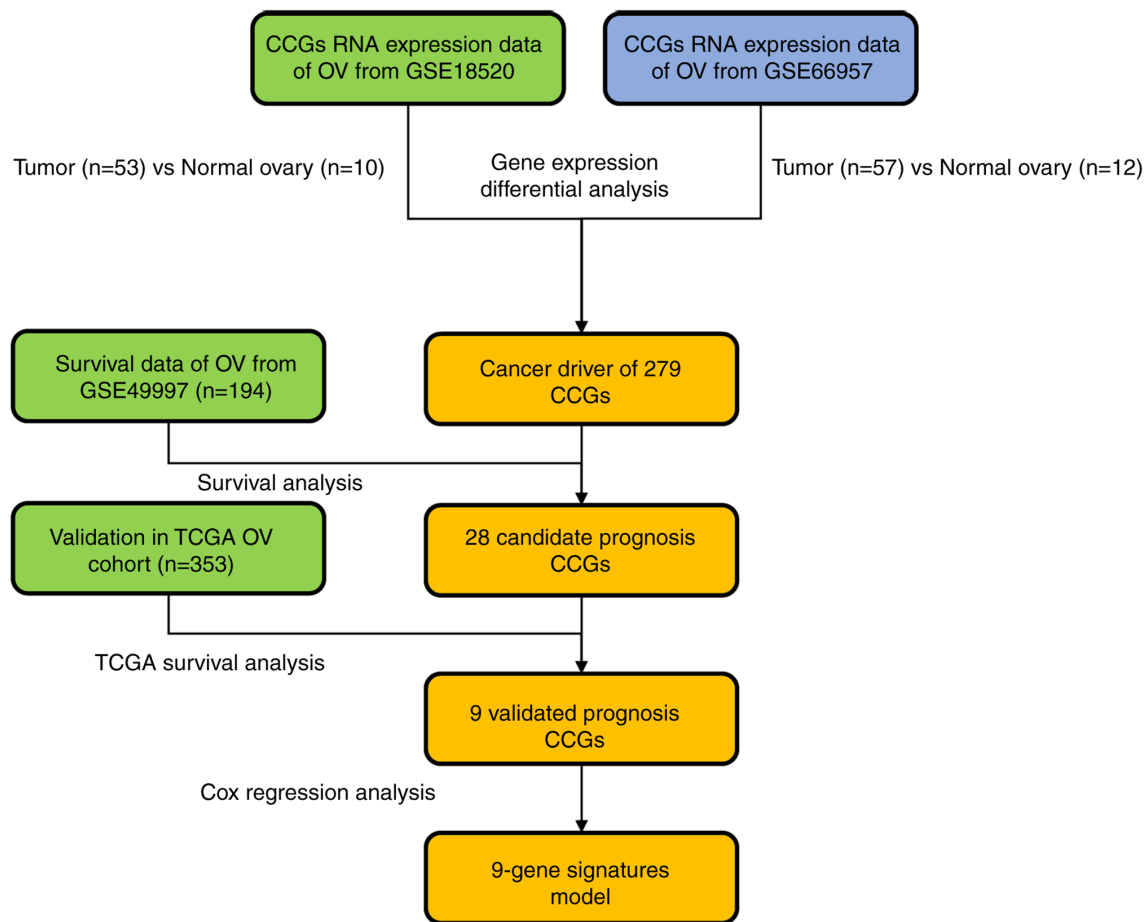 CCGs RNA expression data
of OV from GSE18520
CCGs RNA expression data
of OV from GSE66957
Tumor (n=53) vs Normal ovary (n=10)
Gene expression
differential analysis
Tumor (n=57) vs Normal ovary (n=12)
Survival data of OV from
GSE49997 (n=194)
Cancer driver of 279
CCGs
Survival analysis
Validation in TCGA OV
cohort (n=353)
28 candidate prognosis
CCGs
TCGA survival analysis
9 validated prognosis
CCGs
Cox regression analysis
9-gene signatures
model